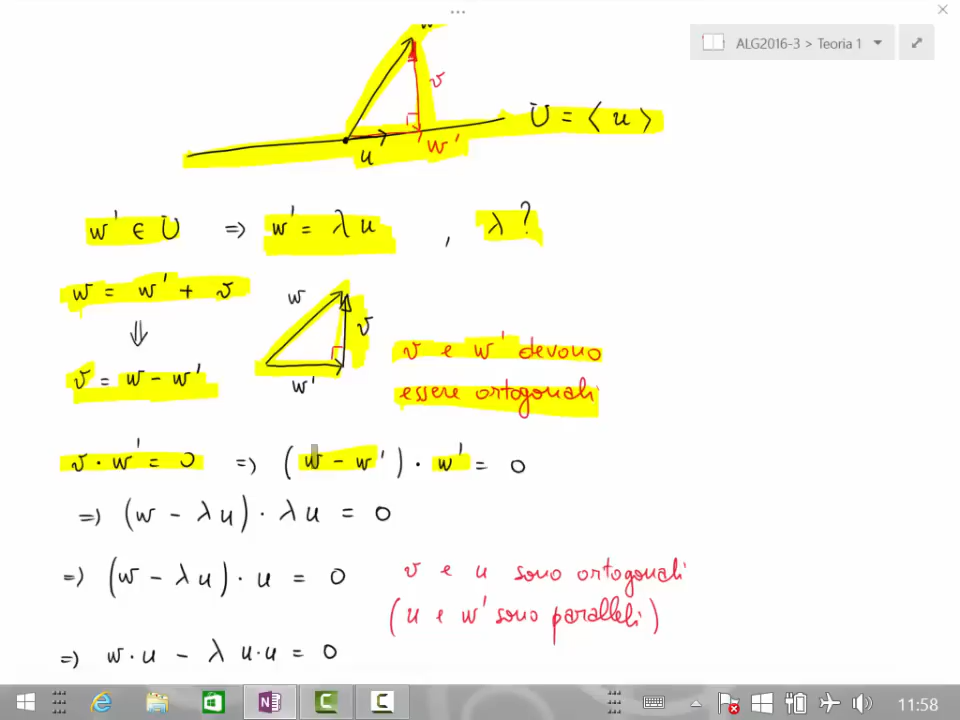 ALG2016-3 > Teoria 1
v
U = ⟨ u ⟩
u w'
w' ∈ U ⇒ w' = λ u , λ ?
w = w' + v
w
v
⇓
v = w - w'
w'
v e w' devono
essere ortogonali
v · w' = 0 ⇒ (w - w') · w' = 0
⇒ (w - λ u) · λ u = 0
⇒ (w - λ u) · u = 0
v e u sono ortogonali
(u e w' sono paralleli)
⇒ w · u - λ u · u = 0
11:58